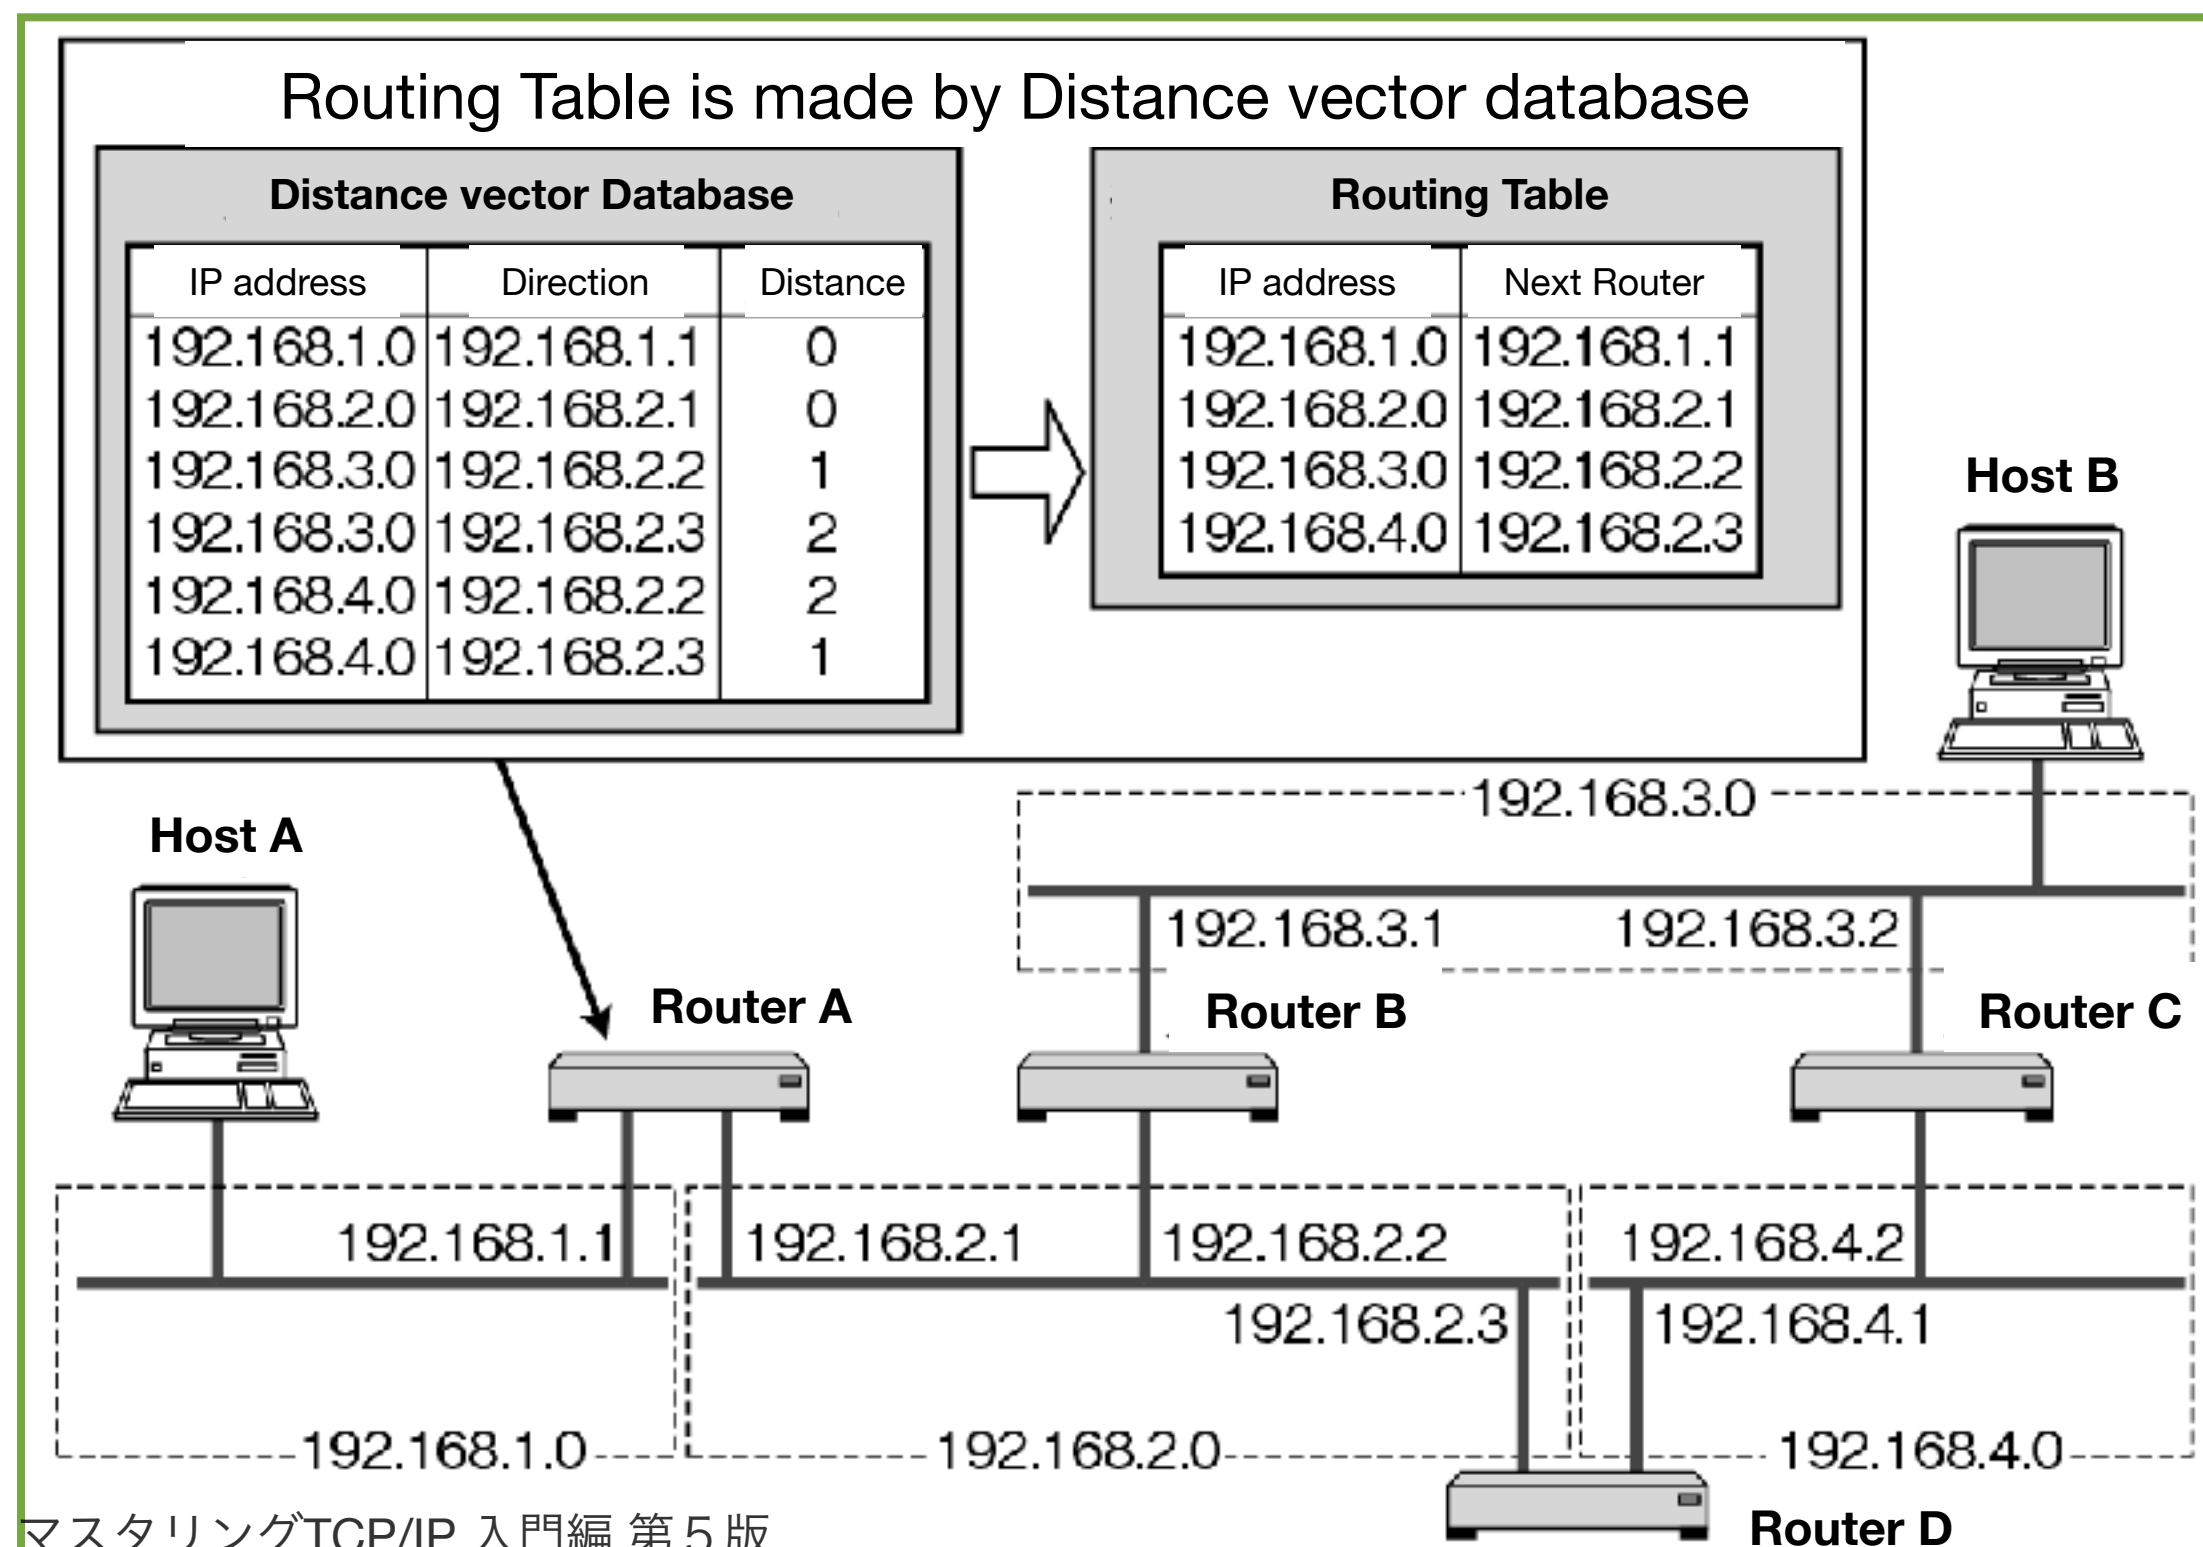 Routing Table is made by Distance vector database
Distance vector Database
IP address Direction Distance
192.168.1.0 192.168.1.1 0
192.168.2.0 192.168.2.1 0
192.168.3.0 192.168.2.2 1
192.168.3.0 192.168.2.3 2
192.168.4.0 192.168.2.2 2
192.168.4.0 192.168.2.3 1
Routing Table
IP address Next Router
192.168.1.0 192.168.1.1
192.168.2.0 192.168.2.1
192.168.3.0 192.168.2.2
192.168.4.0 192.168.2.3
Host B
192.168.3.0
Host A
192.168.3.1 192.168.3.2
Router A
Router B
Router C
192.168.1.1
192.168.2.1
192.168.2.2
192.168.4.2
192.168.2.3
192.168.4.1
192.168.1.0
192.168.2.0
192.168.4.0
Router D
マスタリングTCP/IP 入門編 第５版